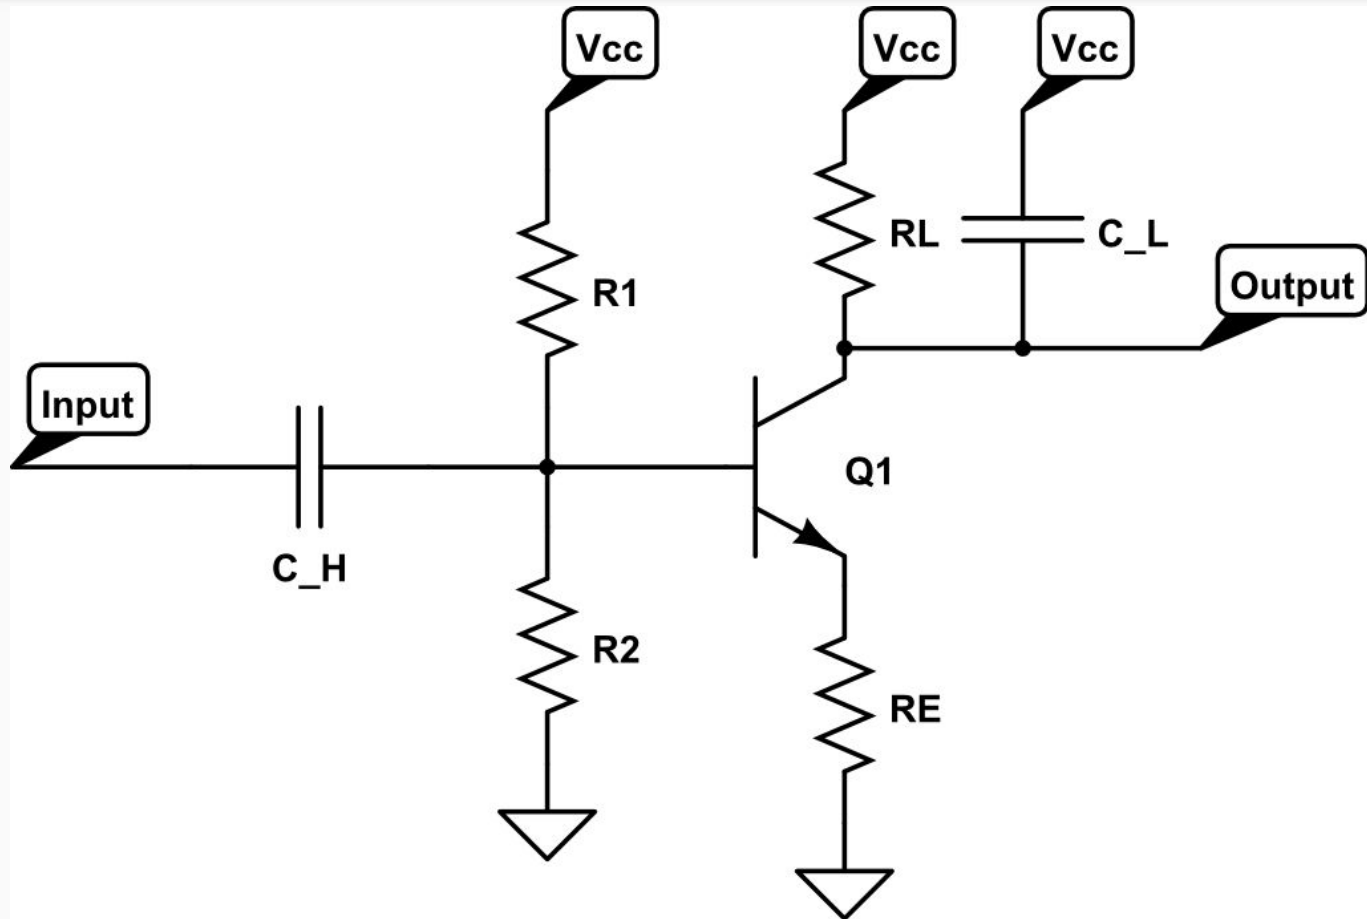 Vcc
Vcc
Vcc
R1
RL
C_L
Output
Input
C_H
Q1
R2
RE